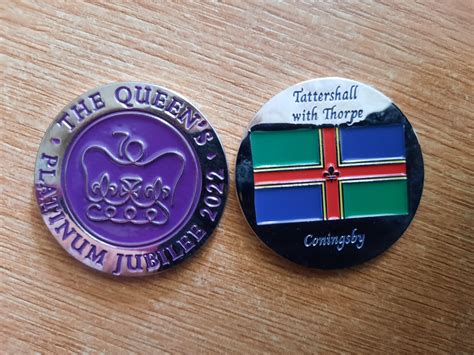 THE QUEEN'S
PLATINUM JUBILEE 2022
70
Tattershall
with Thorpe
Coningsby